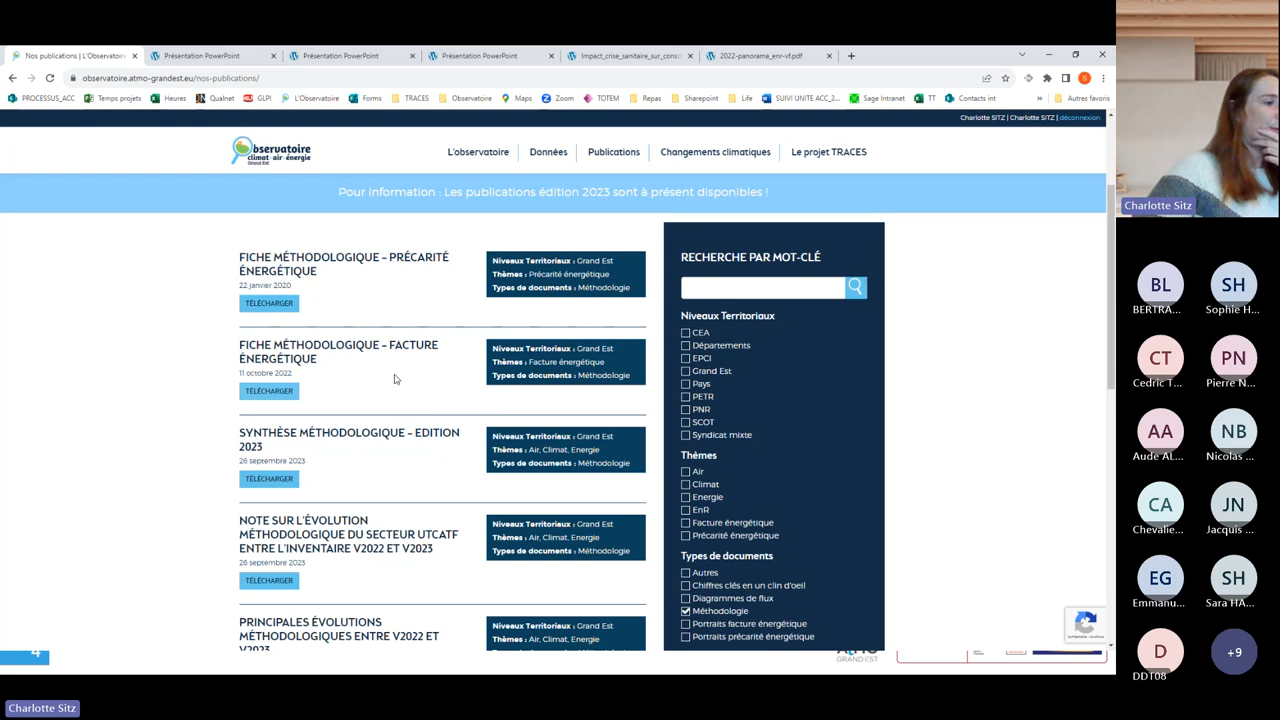 Nos publications | L'Observatoire
Présentation PowerPoint
Présentation PowerPoint
Présentation PowerPoint
Impact_crise_sanitaire_sur_conso
2022-panorama_enr-vf.pdf
observatoire.atmo-grandest.eu/nos-publications/
S
PROCESSUS_ACC
Temps projets
Heures
Qualnet
GLPI
L'Observatoire
Forms
TRACES
Observatoire
Maps
Zoom
TOTEM
Repas
Sharepoint
Life
SUIVI UNITE ACC_2...
Sage Intranet
TT
Contacts int
Autres favoris
Charlotte SITZ | Charlotte SITZ | déconnexion
Observatoire
climat·air·énergie
Grand Est
L'observatoire
Données
Publications
Changements climatiques
Le projet TRACES
Pour information : Les publications édition 2023 sont à présent disponibles !
FICHE MÉTHODOLOGIQUE – PRÉCARITÉ
ÉNERGÉTIQUE
22 janvier 2020
TÉLÉCHARGER
Niveaux Territoriaux : Grand Est
Thèmes : Précarité énergétique
Types de documents : Méthodologie
FICHE MÉTHODOLOGIQUE – FACTURE
ÉNERGÉTIQUE
11 octobre 2022
TÉLÉCHARGER
Niveaux Territoriaux : Grand Est
Thèmes : Facture énergétique
Types de documents : Méthodologie
SYNTHÈSE MÉTHODOLOGIQUE – EDITION
2023
26 septembre 2023
TÉLÉCHARGER
Niveaux Territoriaux : Grand Est
Thèmes : Air, Climat, Energie
Types de documents : Méthodologie
NOTE SUR L'ÉVOLUTION
MÉTHODOLOGIQUE DU SECTEUR UTCATF
ENTRE L'INVENTAIRE V2022 ET V2023
26 septembre 2023
TÉLÉCHARGER
Niveaux Territoriaux : Grand Est
Thèmes : Air, Climat, Energie
Types de documents : Méthodologie
PRINCIPALES ÉVOLUTIONS
MÉTHODOLOGIQUES ENTRE V2022 ET
V2023
Niveaux Territoriaux : Grand Est
Thèmes : Air, Climat, Energie
RECHERCHE PAR MOT-CLÉ
Niveaux Territoriaux
CEA
Départements
EPCI
Grand Est
Pays
PETR
PNR
SCOT
Syndicat mixte
Thèmes
Air
Climat
Energie
EnR
Facture énergétique
Précarité énergétique
Types de documents
Autres
Chiffres clés en un clin d'oeil
Diagrammes de flux
Méthodologie
Portraits facture énergétique
Portraits précarité énergétique
4
GRAND EST
Charlotte Sitz
Charlotte Sitz
BL
BERTRA...
SH
Sophie H...
CT
Cedric T...
PN
Pierre N...
AA
Aude AL...
NB
Nicolas ...
CA
Chevalie...
JN
Jacquis ...
EG
Emmanu...
SH
Sara HA...
D
DDT08
+9